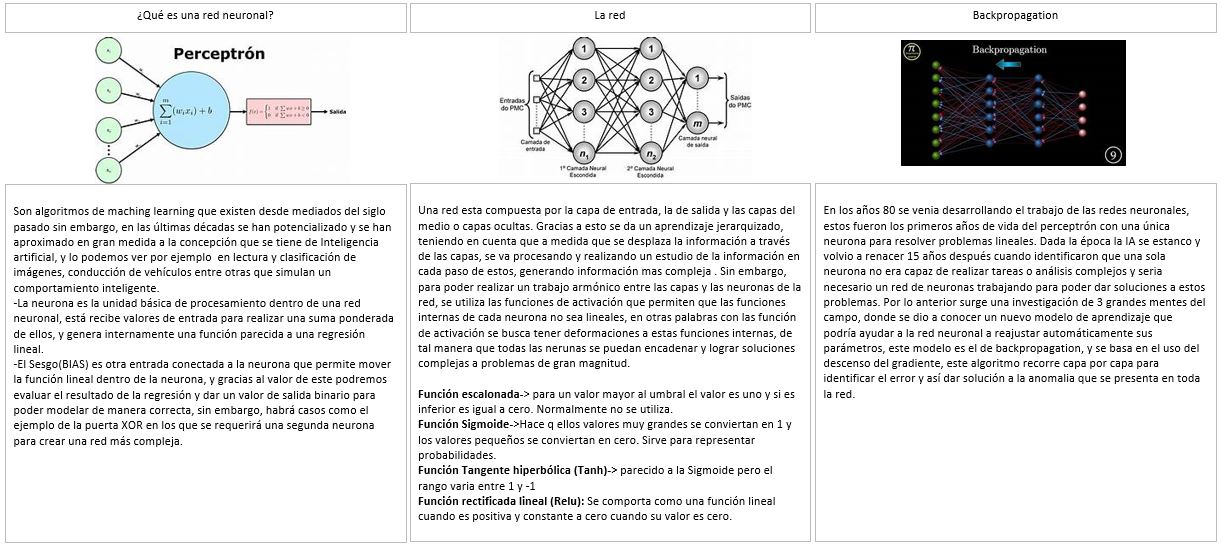 ¿Qué es una red neuronal?
Perceptrón
Salida
Son algoritmos de maching learning que existen desde mediados del siglo
pasado sin embargo, en las últimas décadas se han potencializado y se han
aproximado en gran medida a la concepción que se tiene de Inteligencia
artificial, y lo podemos ver por ejemplo en lectura y clasificación de
imágenes, conducción de vehículos entre otras que simulan un
comportamiento inteligente.
-La neurona es la unidad básica de procesamiento dentro de una red
neuronal, está recibe valores de entrada para realizar una suma ponderada
de ellos, y genera internamente una función parecida a una regresión
lineal.
-El Sesgo(BIAS) es otra entrada conectada a la neurona que permite mover
la función lineal dentro de la neurona, y gracias al valor de este podremos
evaluar el resultado de la regresión y dar un valor de salida binario para
poder modelar de manera correcta, sin embargo, habrá casos como el
ejemplo de la puerta XOR en los que se requerirá una segunda neurona
para crear una red más compleja.
La red
1
1
2
2
1
3
3
m
n₁
n₂
Entradas
do PMC
Saídas
do PMC
Camada de
entrada
Camada neural
de saída
1ª Camada Neural
Escondida
2ª Camada Neural
Escondida
Una red esta compuesta por la capa de entrada, la de salida y las capas del
medio o capas ocultas. Gracias a esto se da un aprendizaje jerarquizado,
teniendo en cuenta que a medida que se desplaza la información a través
de las capas, se va procesando y realizando un estudio de la información en
cada paso de estos, generando información mas compleja . Sin embargo,
para poder realizar un trabajo armónico entre las capas y las neuronas de la
red, se utiliza las funciones de activación que permiten que las funciones
internas de cada neurona no sea lineales, en otras palabras con las función
de activación se busca tener deformaciones a estas funciones internas, de
tal manera que todas las nerunas se puedan encadenar y lograr soluciones
complejas a problemas de gran magnitud.
Función escalonada-> para un valor mayor al umbral el valor es uno y si es
inferior es igual a cero. Normalmente no se utiliza.
Función Sigmoide->Hace q ellos valores muy grandes se conviertan en 1 y
los valores pequeños se conviertan en cero. Sirve para representar
probabilidades.
Función Tangente hiperbólica (Tanh)-> parecido a la Sigmoide pero el
rango varia entre 1 y -1
Función rectificada lineal (Relu): Se comporta como una función lineal
cuando es positiva y constante a cero cuando su valor es cero.
Backpropagation
Backpropagation
9
En los años 80 se venia desarrollando el trabajo de las redes neuronales,
estos fueron los primeros años de vida del perceptrón con una única
neurona para resolver problemas lineales. Dada la época la IA se estanco y
volvio a renacer 15 años después cuando identificaron que una sola
neurona no era capaz de realizar tareas o análisis complejos y seria
necesario un red de neuronas trabajando para poder dar soluciones a estos
problemas. Por lo anterior surge una investigación de 3 grandes mentes del
campo, donde se dio a conocer un nuevo modelo de aprendizaje que
podría ayudar a la red neuronal a reajustar automáticamente sus
parámetros, este modelo es el de backpropagation, y se basa en el uso del
descenso del gradiente, este algoritmo recorre capa por capa para
identificar el error y así dar solución a la anomalia que se presenta en toda
la red.